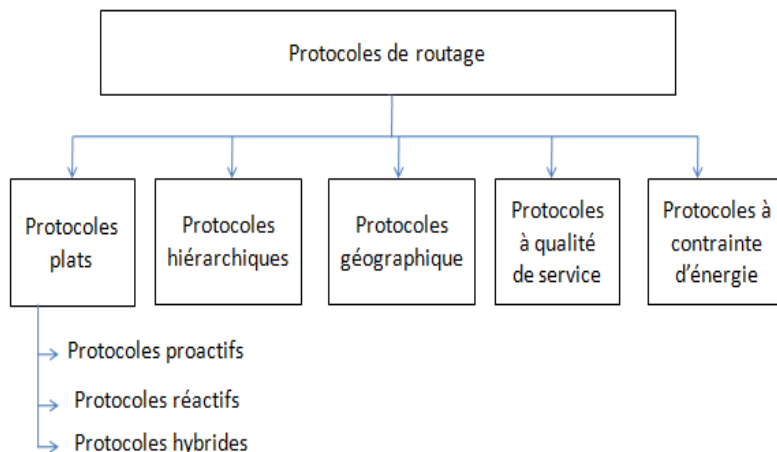 Protocoles de routage
Protocoles
plats
Protocoles
hiérarchiques
Protocoles
géographique
Protocoles
à qualité
de service
Protocoles à
contrainte
d'énergie
Protocoles proactifs
Protocoles réactifs
Protocoles hybrides